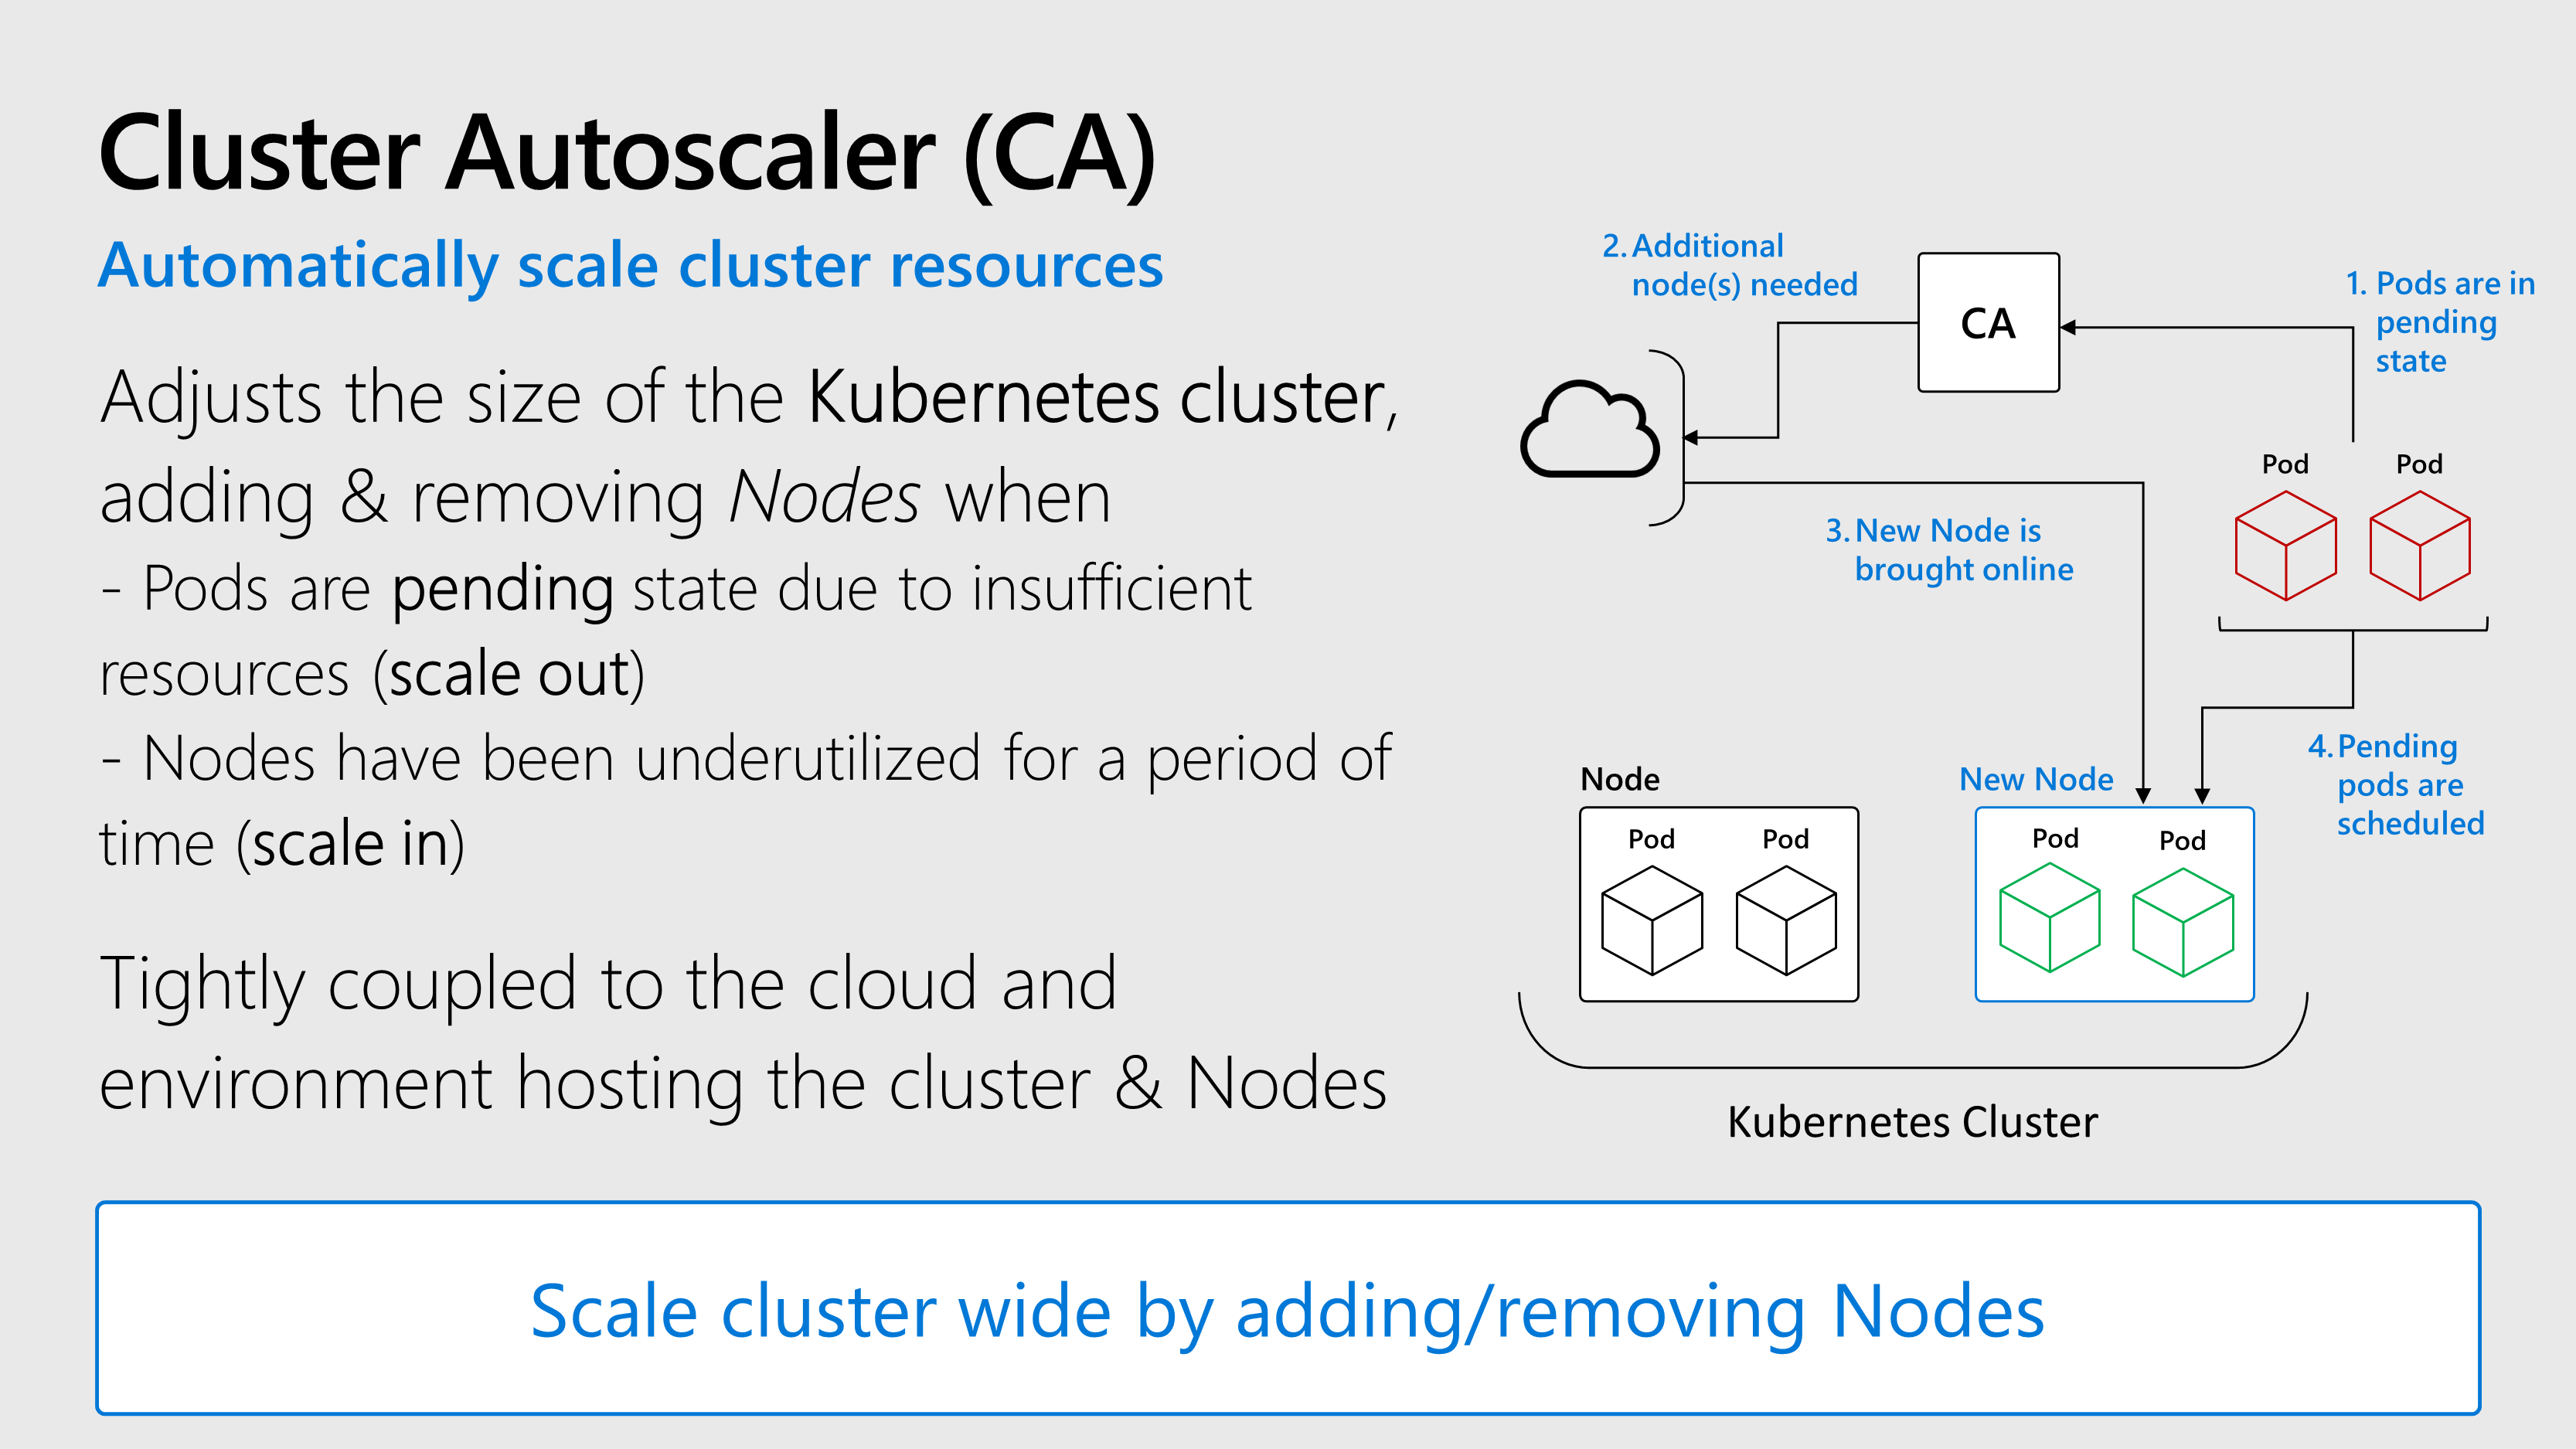 Cluster Autoscaler (CA)
Automatically scale cluster resources
Adjusts the size of the Kubernetes cluster,
adding & removing Nodes when
- Pods are pending state due to insufficient
resources (scale out)
- Nodes have been underutilized for a period of
time (scale in)
Tightly coupled to the cloud and
environment hosting the cluster & Nodes
2. Additional
node(s) needed
CA
1. Pods are in
pending
state
Pod
Pod
3. New Node is
brought online
4. Pending
pods are
scheduled
Node
Pod
Pod
New Node
Pod
Pod
Kubernetes Cluster
Scale cluster wide by adding/removing Nodes